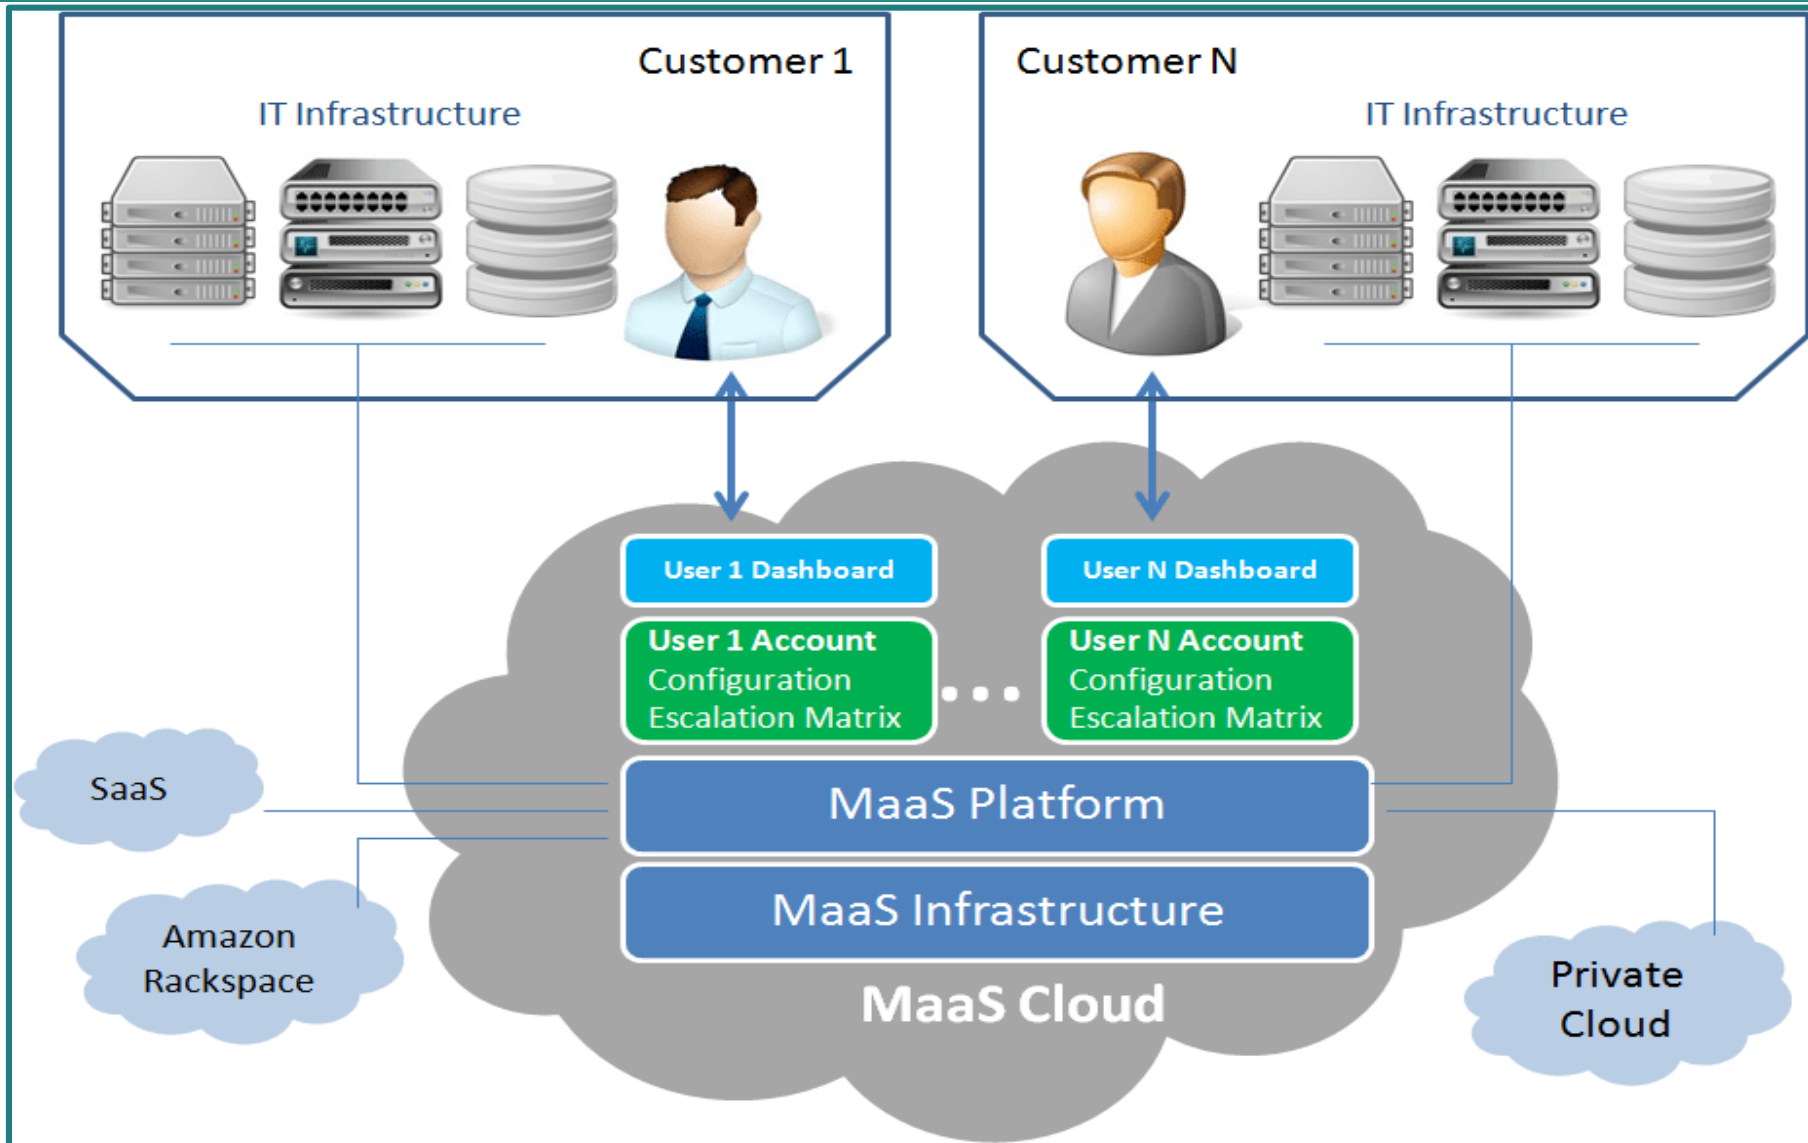 Customer 1
IT Infrastructure
Customer N
IT Infrastructure
User 1 Dashboard
User N Dashboard
User 1 Account
Configuration
Escalation Matrix
...
User N Account
Configuration
Escalation Matrix
SaaS
MaaS Platform
Amazon
Rackspace
MaaS Infrastructure
MaaS Cloud
Private
Cloud